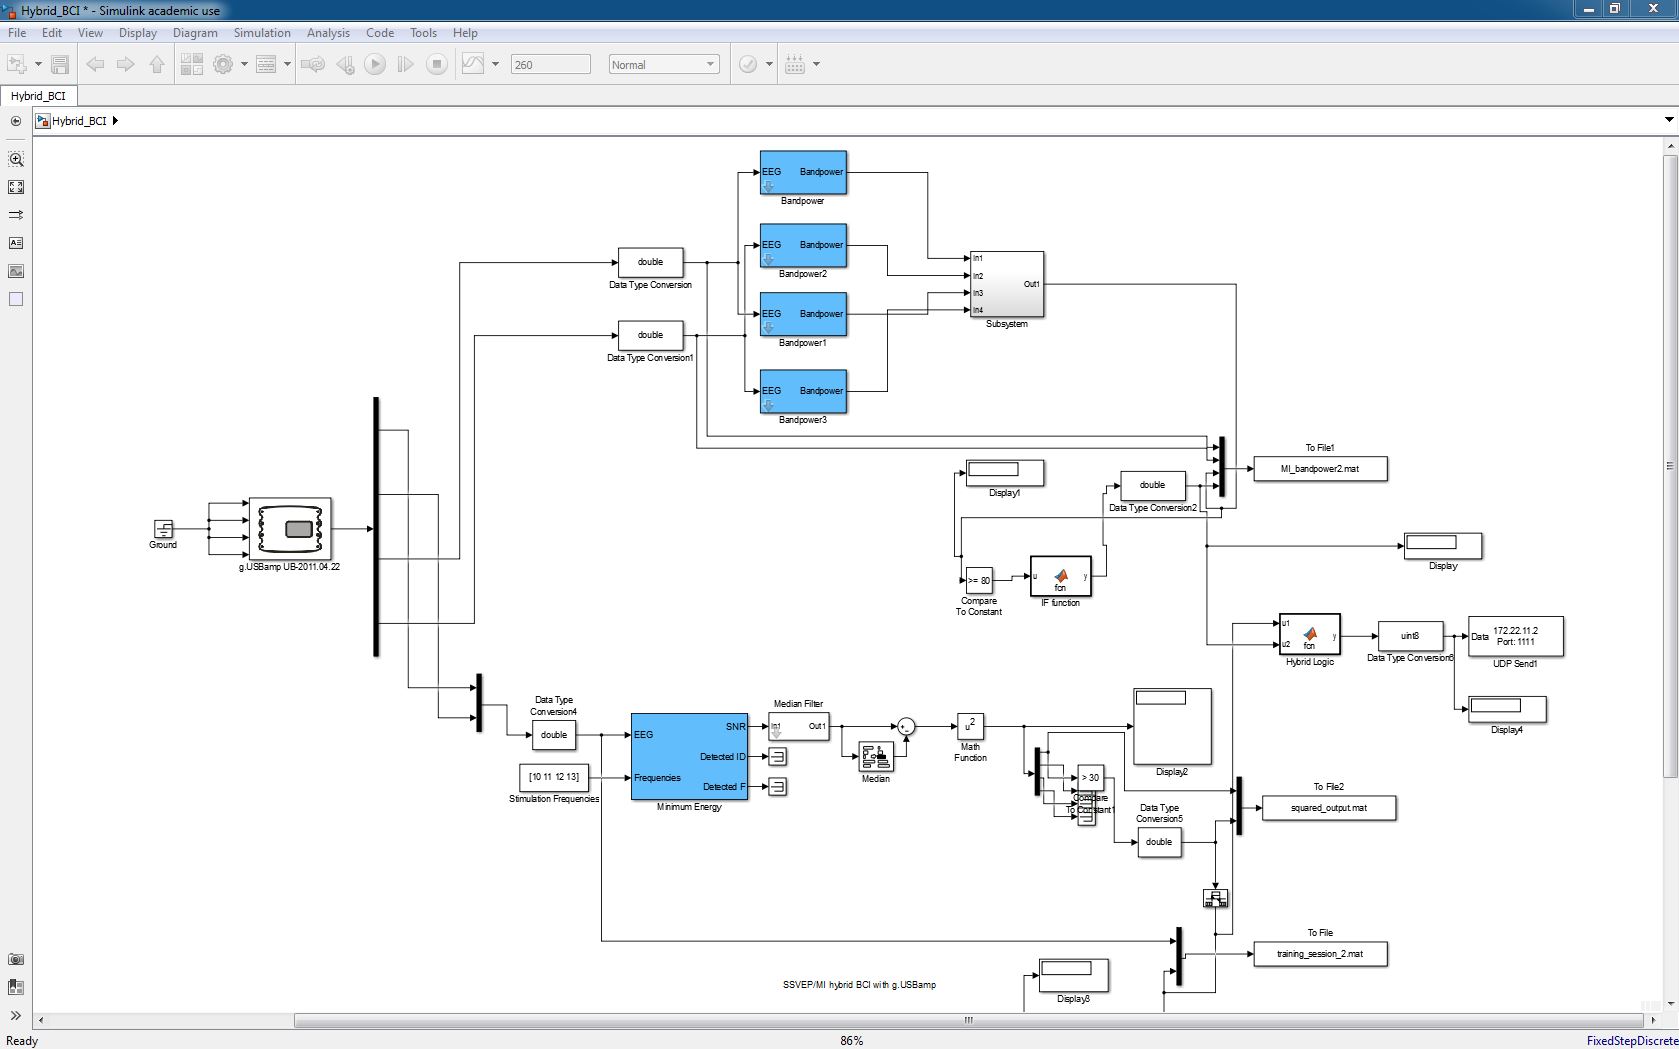 Hybrid_BCI * - Simulink academic use
File Edit View Display Diagram Simulation Analysis Code Tools Help
260
Normal
Hybrid_BCI
Hybrid_BCI
EEG Bandpower
Bandpower
EEG Bandpower
Bandpower2
EEG Bandpower
Bandpower1
EEG Bandpower
Bandpower3
double
Data Type Conversion
double
Data Type Conversion1
In1
In2
In3
In4
Out1
Subsystem
To File1
MI_bandpower2.mat
Display1
double
Data Type Conversion2
Ground
g.USBamp UB-2011.04.22
Display
>= 80
Compare
To Constant
u fcn y
IF function
u1
u2
fcn
y
Hybrid Logic
uint8
Data Type Conversion6
Data
172.22.11.2
Port: 1111
UDP Send1
Display4
Data Type
Conversion4
double
[10 11 12 13]
Stimulation Frequencies
EEG
Frequencies
SNR
Detected ID
Detected F
Minimum Energy
Median Filter
In1 Out1
Median
u2
Math
Function
Display2
> 30
Compare
To Constant1
Data Type
Conversion5
double
To File2
squared_output.mat
To File
training_session_2.mat
Display3
SSVEP/MI hybrid BCI with g.USBamp
Ready
86%
FixedStepDiscrete